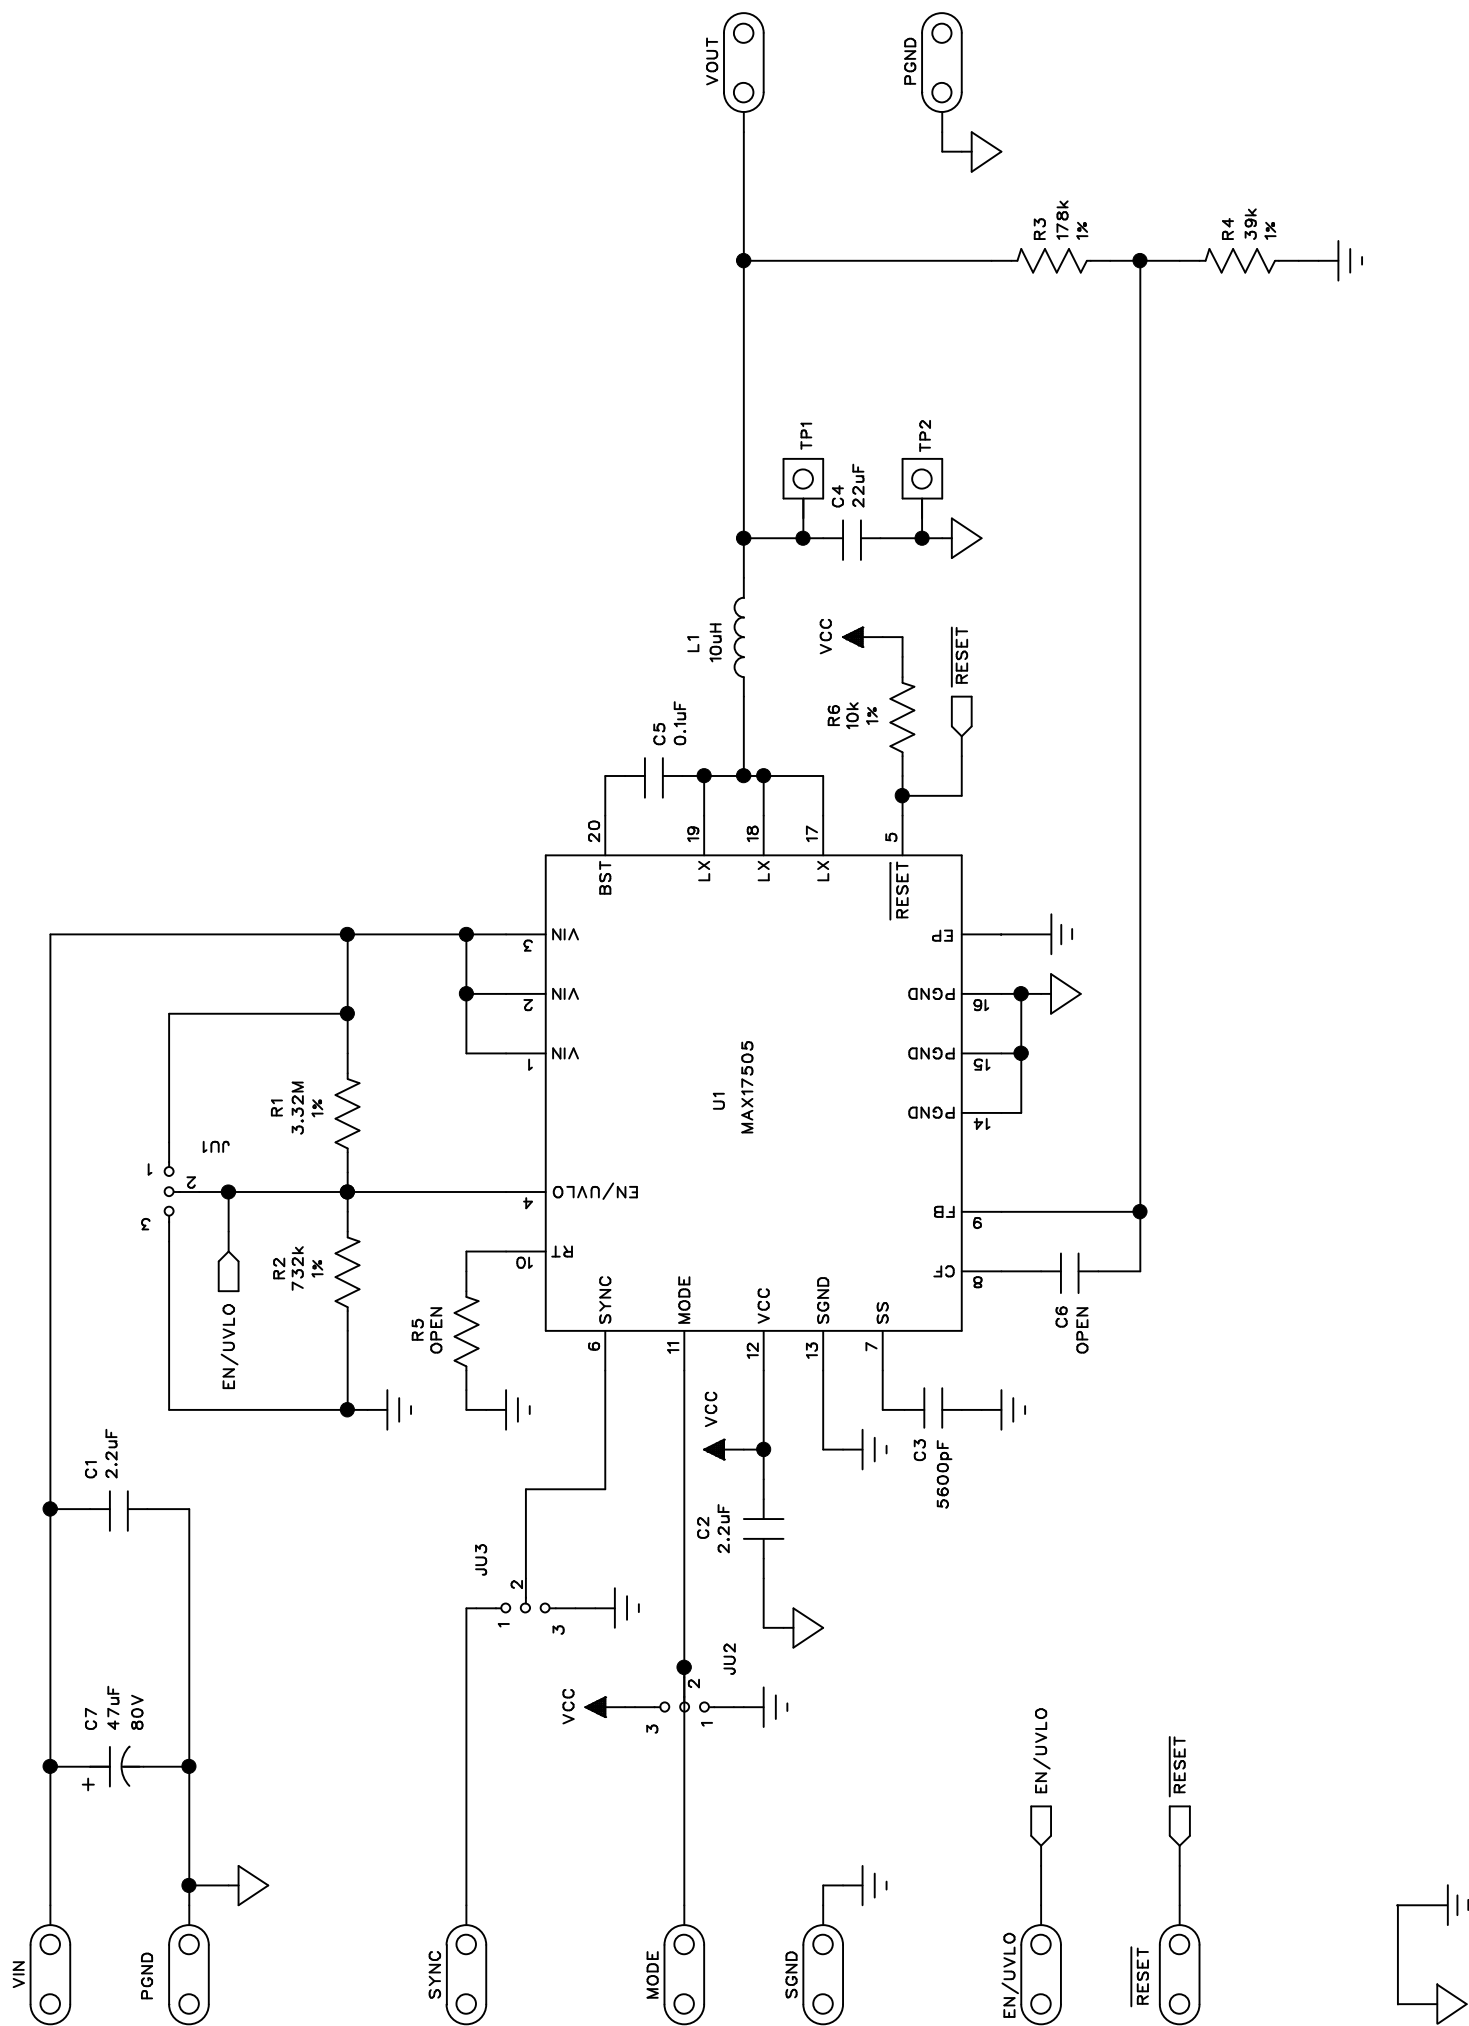 VIN
PGND
SYNC
MODE
SGND
EN/UVLO
RESET
C7
47uF
80V
+
C1
2.2uF
EN/UVLO
RESET
VCC
3
2
1
JU2
JU3
1
2
3
C2
2.2uF
VCC
C3
5600pF
C6
OPEN
R5
OPEN
EN/UVLO
R2
732k
1%
3
2
1
JU1
R1
3.32M
1%
U1
MAX17505
6
SYNC
11
MODE
12
VCC
13
SGND
7
SS
10
RT
4
EN/UVLO
1
VIN
2
VIN
3
VIN
8
CF
9
FB
14
PGND
15
PGND
16
PGND
EP
20
BST
19
LX
18
LX
17
LX
5
RESET
C5
0.1uF
L1
10uH
R6
10k
1%
VCC
RESET
C4
22uF
TP1
TP2
R3
178k
1%
R4
39k
1%
VOUT
PGND